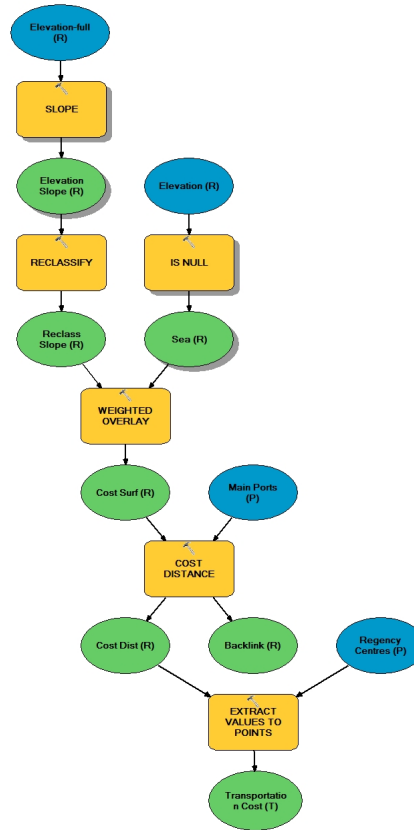 Elevation-full
(R)
SLOPE
Elevation
Slope (R)
Elevation (R)
RECLASSIFY
IS NULL
Reclass
Slope (R)
Sea (R)
WEIGHTED
OVERLAY
Cost Surf (R)
Main Ports
(P)
COST
DISTANCE
Cost Dist (R)
Backlink (R)
Regency
Centres (P)
EXTRACT
VALUES TO
POINTS
Transportatio
n Cost (T)